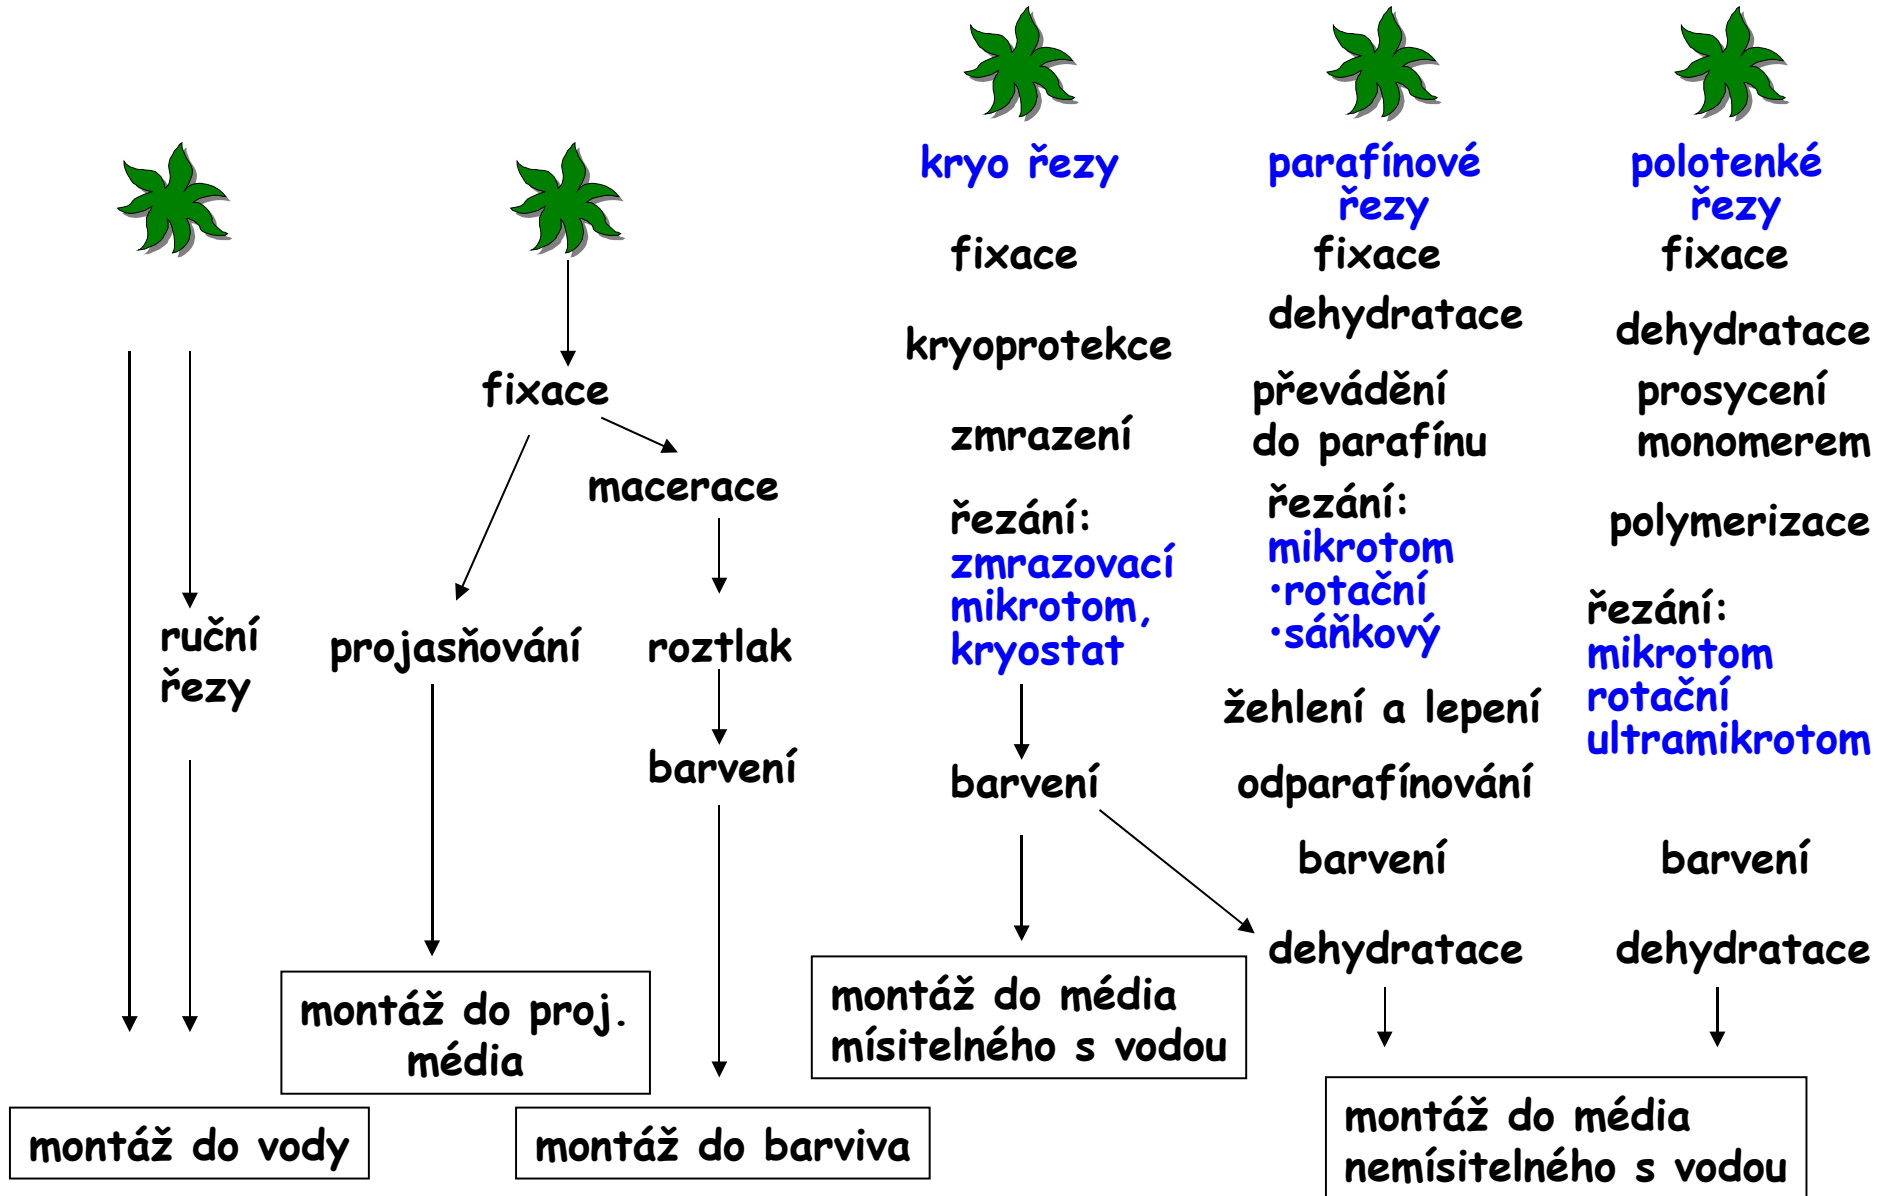 ruční
řezy
montáž do vody
fixace
projasňování
montáž do proj.
média
macerace
roztlak
barvení
montáž do barviva
kryo řezy
fixace
kryoprotekce
zmrazení
řezání:
zmrazovací
mikrotom,
kryostat
barvení
montáž do média
mísitelného s vodou
parafínové
řezy
fixace
dehydratace
převádění
do parafínu
řezání:
mikrotom
•rotační
•sáňkový
žehlení a lepení
odparafínování
barvení
dehydratace
polotenké
řezy
fixace
dehydratace
prosycení
monomerem
polymerizace
řezání:
mikrotom
rotační
ultramikrotom
barvení
dehydratace
montáž do média
nemísitelného s vodou